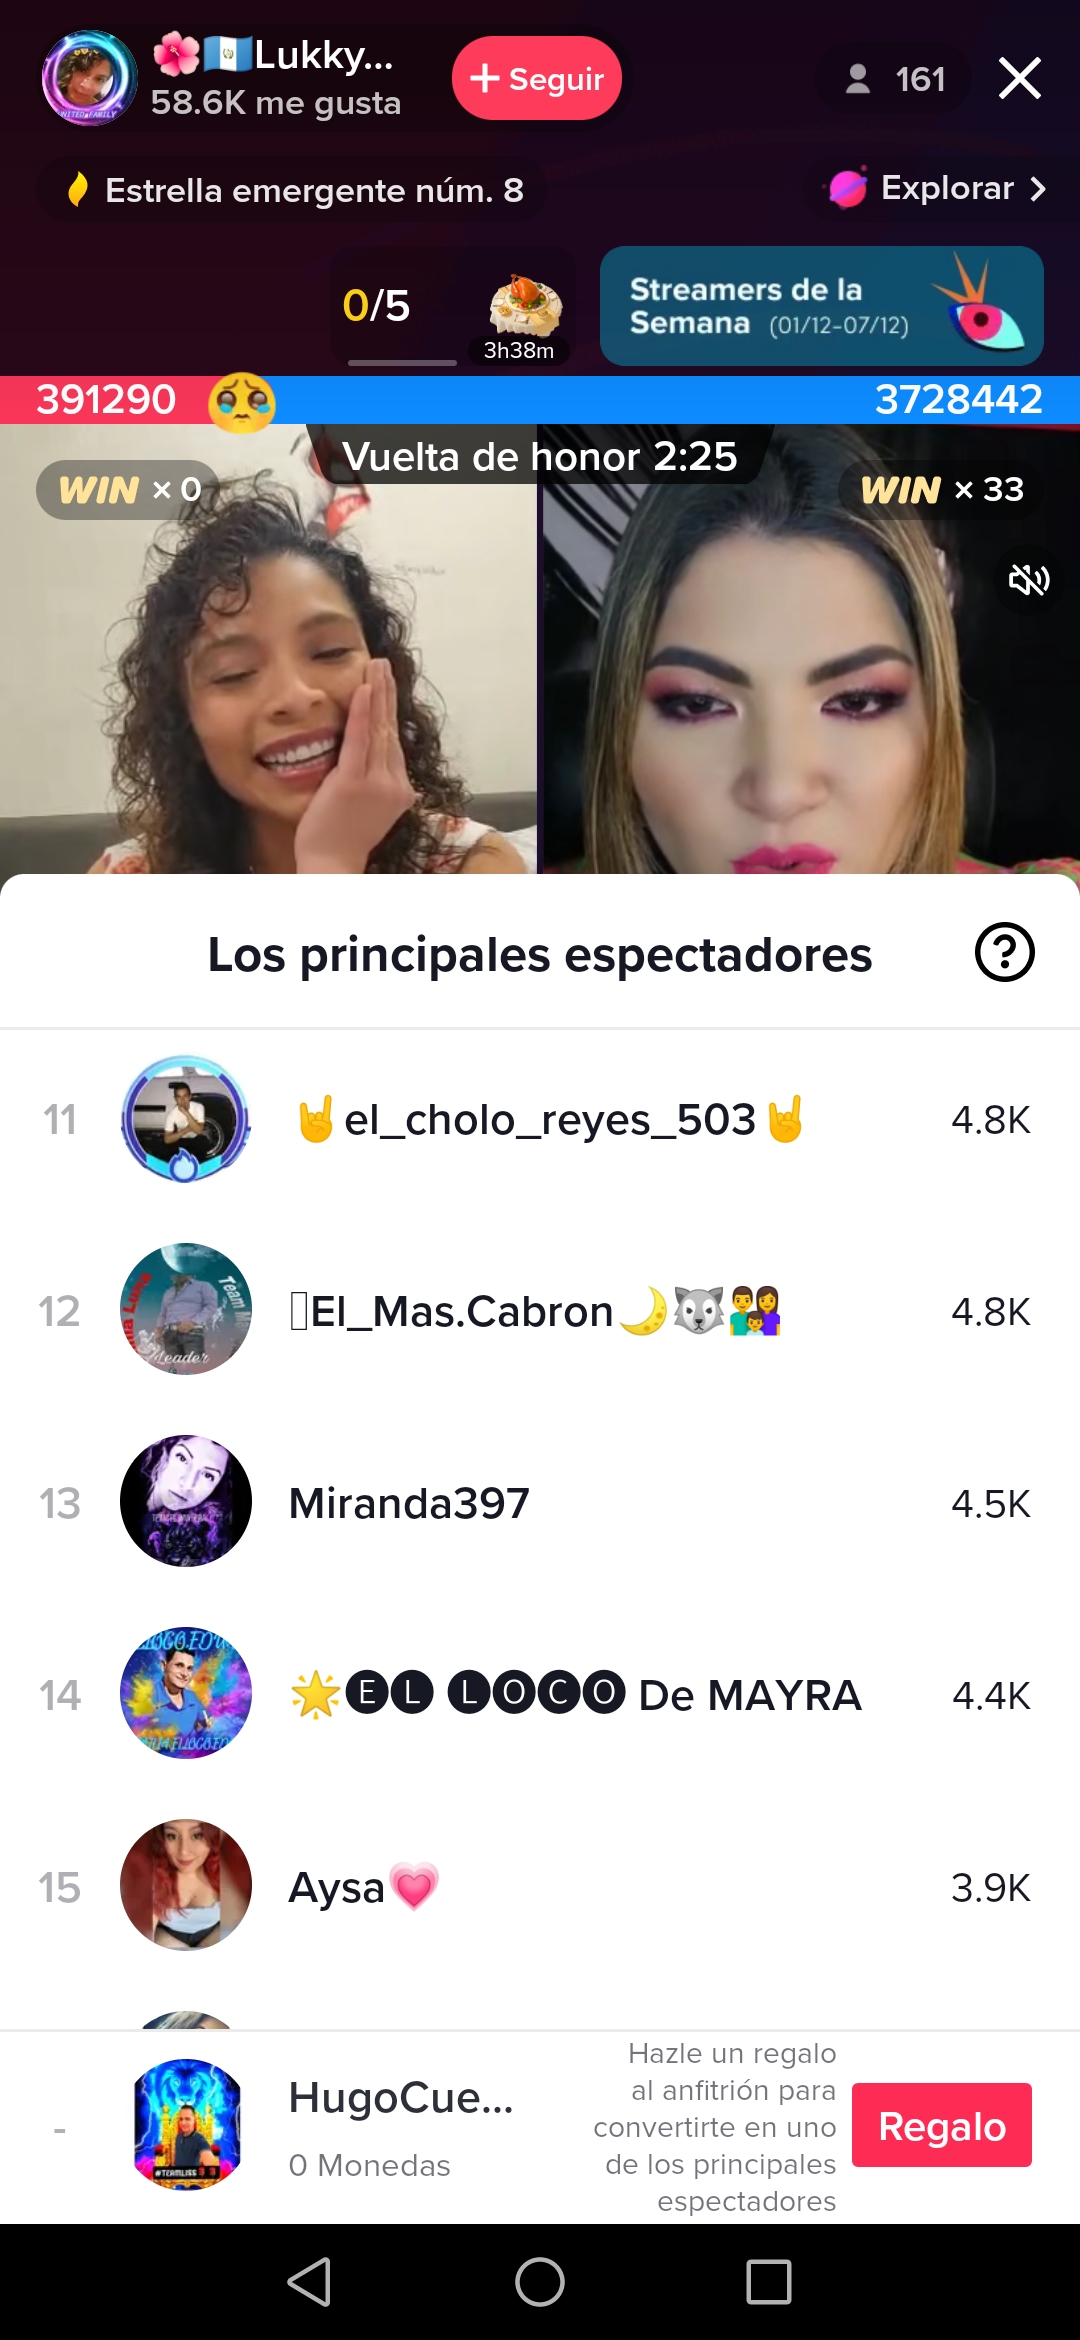 🌺🇬🇹Lukky...
58.6K me gusta
+ Seguir
161
Estrella emergente núm. 8
Explorar >
0/5
3h38m
Streamers de la
Semana (01/12-07/12)
391290
3728442
Vuelta de honor 2:25
WIN × 0
WIN × 33
Los principales espectadores
11 🤘el_cholo_reyes_503🤘 4.8K
12 El_Mas.Cabron🌙🐺👨‍👩‍👦 4.8K
Leader
13 Miranda397 4.5K
14 🌟🅔🅛 🅛🅞🅒🅞 De MAYRA 4.4K
15 Aysa💗 3.9K
- HugoCue...
0 Monedas
#TEAMLISS
Hazle un regalo
al anfitrión para
convertirte en uno
de los principales
espectadores
Regalo